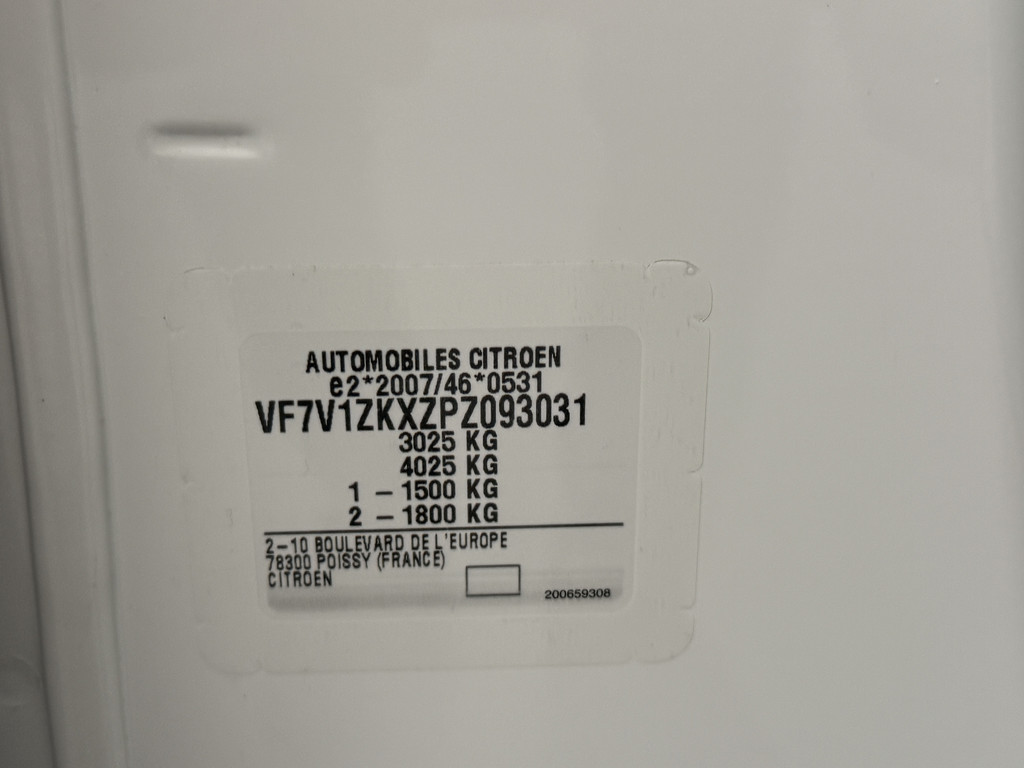 AUTOMOBILES CITROEN
e2*2007/46*0531
VF7V1ZKXZPZ093031
3025 KG
4025 KG
1 – 1500 KG
2 – 1800 KG
2–10 BOULEVARD DE L'EUROPE
78300 POISSY (FRANCE)
CITROEN
200659308